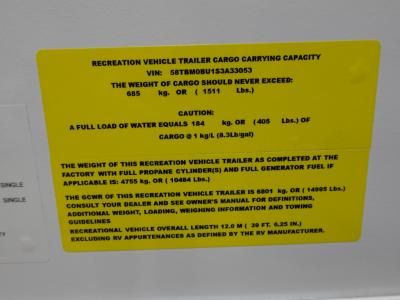 RECREATION VEHICLE TRAILER CARGO CARRYING CAPACITY
VIN: 58TBM0BU1S3A33053
THE WEIGHT OF CARGO SHOULD NEVER EXCEED:
685 kg. OR ( 1511 Lbs.)
CAUTION:
A FULL LOAD OF WATER EQUALS 184 kg. OR ( 405 Lbs.) OF
CARGO @ 1 kg/L (8.3Lb/gal)
THE WEIGHT OF THIS RECREATION VEHICLE TRAILER AS COMPLETED AT THE
FACTORY WITH FULL PROPANE CYLINDER(S) AND FULL GENERATOR FUEL IF
APPLICABLE IS: 4755 kg. OR ( 10484 Lbs.)
THE GCWR OF THIS RECREATION VEHICLE TRAILER IS 6801 kg. OR ( 14995 Lbs.)
CONSULT YOUR DEALER AND SEE OWNER'S MANUAL FOR DEFINITIONS,
ADDITIONAL WEIGHT, LOADING, WEIGHING INFORMATION AND TOWING
GUIDELINES
RECREATIONAL VEHICLE OVERALL LENGTH 12.0 M ( 39 FT. 6.25 IN.)
EXCLUDING RV APPURTENANCES AS DEFINED BY THE RV MANUFACTURER.
SINGLE
SINGLE